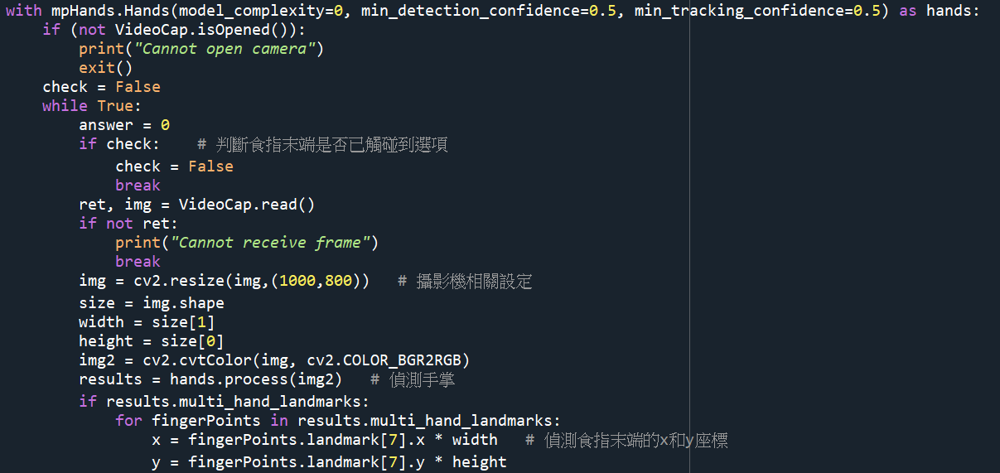 with mpHands.Hands(model_complexity=0, min_detection_confidence=0.5, min_tracking_confidence=0.5) as hands:
    if (not VideoCap.isOpened()):
        print("Cannot open camera")
        exit()
    check = False
    while True:
        answer = 0
        if check:    # 判斷食指末端是否已觸碰到選項
            check = False
            break
        ret, img = VideoCap.read()
        if not ret:
            print("Cannot receive frame")
            break
        img = cv2.resize(img,(1000,800))   # 攝影機相關設定
        size = img.shape
        width = size[1]
        height = size[0]
        img2 = cv2.cvtColor(img, cv2.COLOR_BGR2RGB)
        results = hands.process(img2)   # 偵測手掌
        if results.multi_hand_landmarks:
            for fingerPoints in results.multi_hand_landmarks:
                x = fingerPoints.landmark[7].x * width   # 偵測食指末端的x和y座標
                y = fingerPoints.landmark[7].y * height